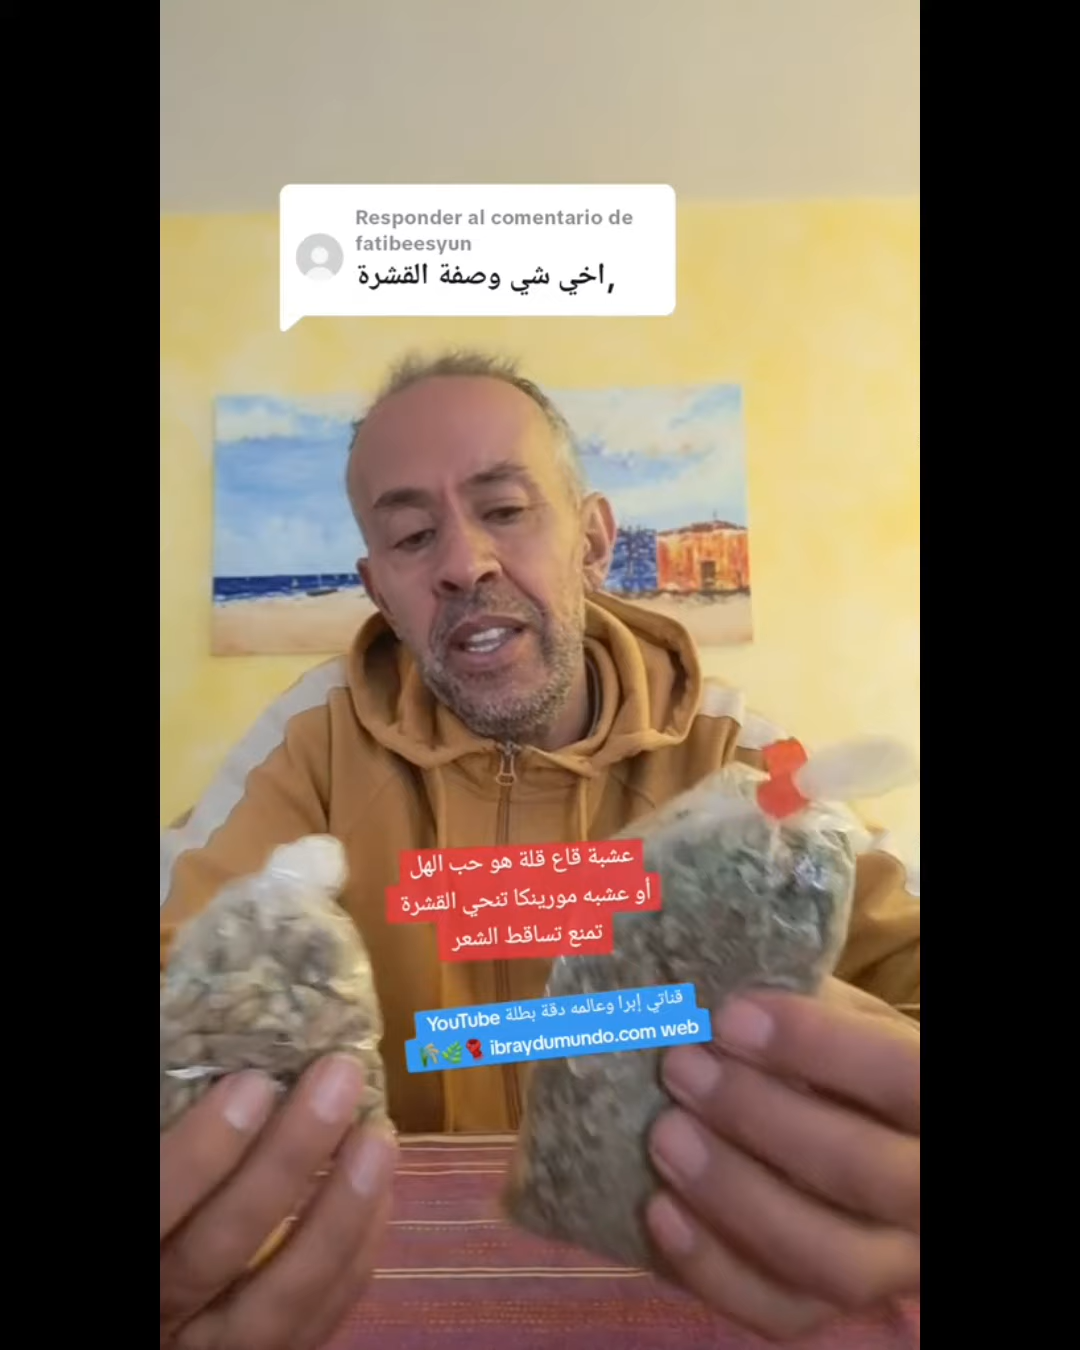 Responder al comentario de
fatibeesyun
اخي شي وصفة القشرة,
عشبة قاع قلة هو حب الهل
أو عشبه مورينكا تنحي القشرة
تمنع تساقط الشعر
قناتي إبرا وعالمه دقة بطلة YouTube
ibraydumundo.com web